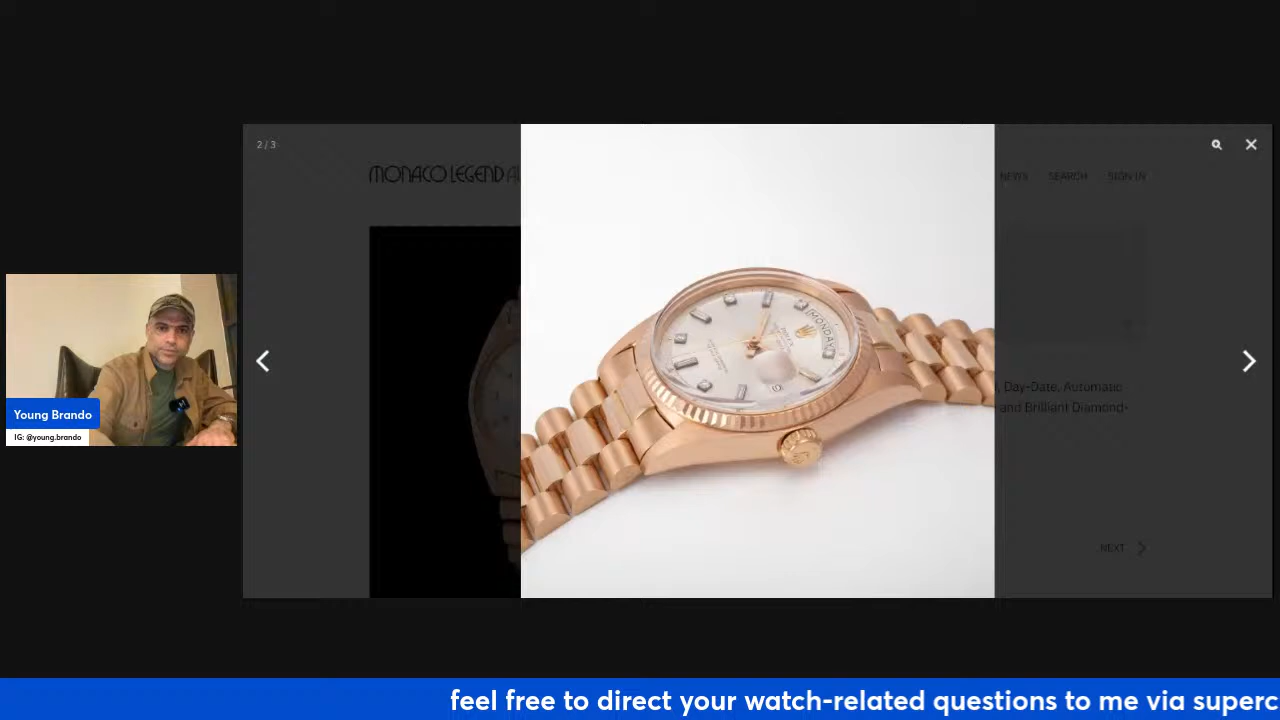 2 / 3
MONACO LEGEND
NEWS
SEARCH
SIGN IN
MONDAY
Day-Date, Automatic
and Brilliant Diamond-
NEXT
Young Brando
IG: @young.brando
feel free to direct your watch-related questions to me via superc